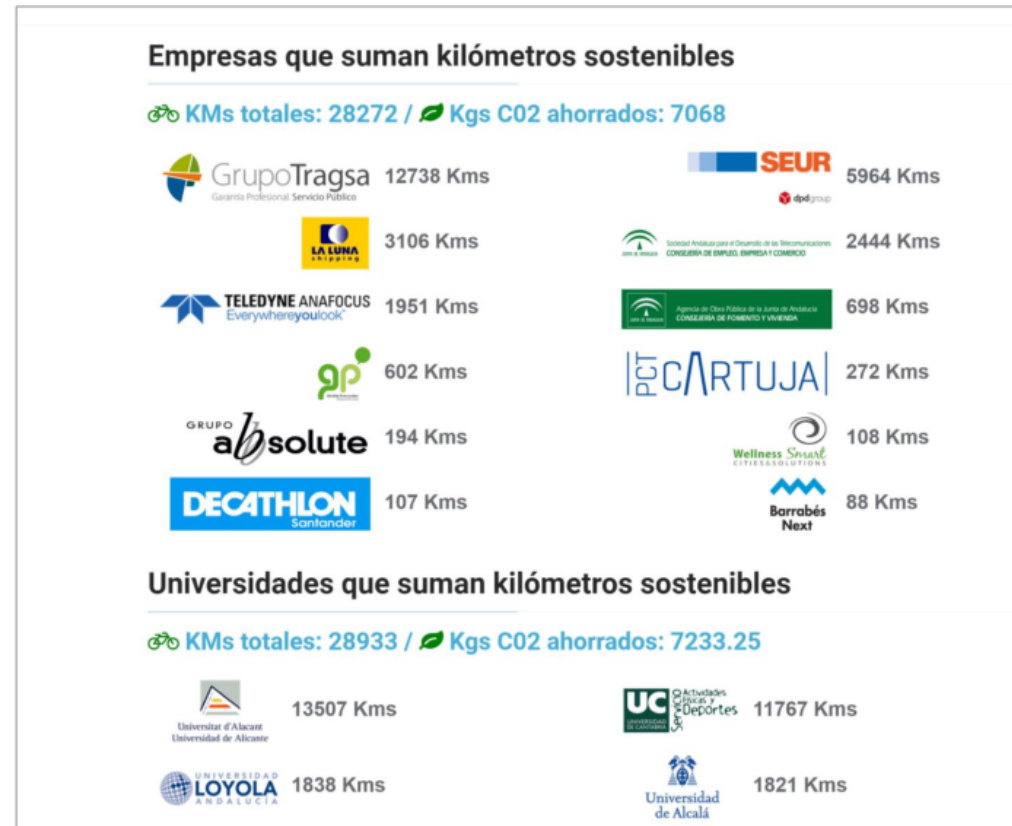 Empresas que suman kilómetros sostenibles
KMs totales: 28272 / Kgs C02 ahorrados: 7068
GrupoTragsa
Garantía Profesional. Servicio Público
12738 Kms
SEUR
dpdgroup
5964 Kms
LA LUNA
shipping
3106 Kms
Sociedad Andaluza para el Desarrollo de las Telecomunicaciones
CONSEJERÍA DE EMPLEO, EMPRESA Y COMERCIO
2444 Kms
TELEDYNE ANAFOCUS
Everywhereyoulook
1951 Kms
Agencia de Obra Pública de la Junta de Andalucía
CONSEJERÍA DE FOMENTO Y VIVIENDA
698 Kms
gp
602 Kms
PCT CARTUJA
272 Kms
GRUPO
absolute
194 Kms
Wellness Smart
CITIES&SOLUTIONS
108 Kms
DECATHLON
Santander
107 Kms
Barrabés
Next
88 Kms
Universidades que suman kilómetros sostenibles
KMs totales: 28933 / Kgs C02 ahorrados: 7233.25
Universitat d'Alacant
Universidad de Alicante
13507 Kms
UC
UNIVERSIDAD
DE CANTABRIA
Servicio
Actividades
Físicas y
Deportes
11767 Kms
UNIVERSIDAD
LOYOLA
ANDALUCÍA
1838 Kms
Universidad
de Alcalá
1821 Kms